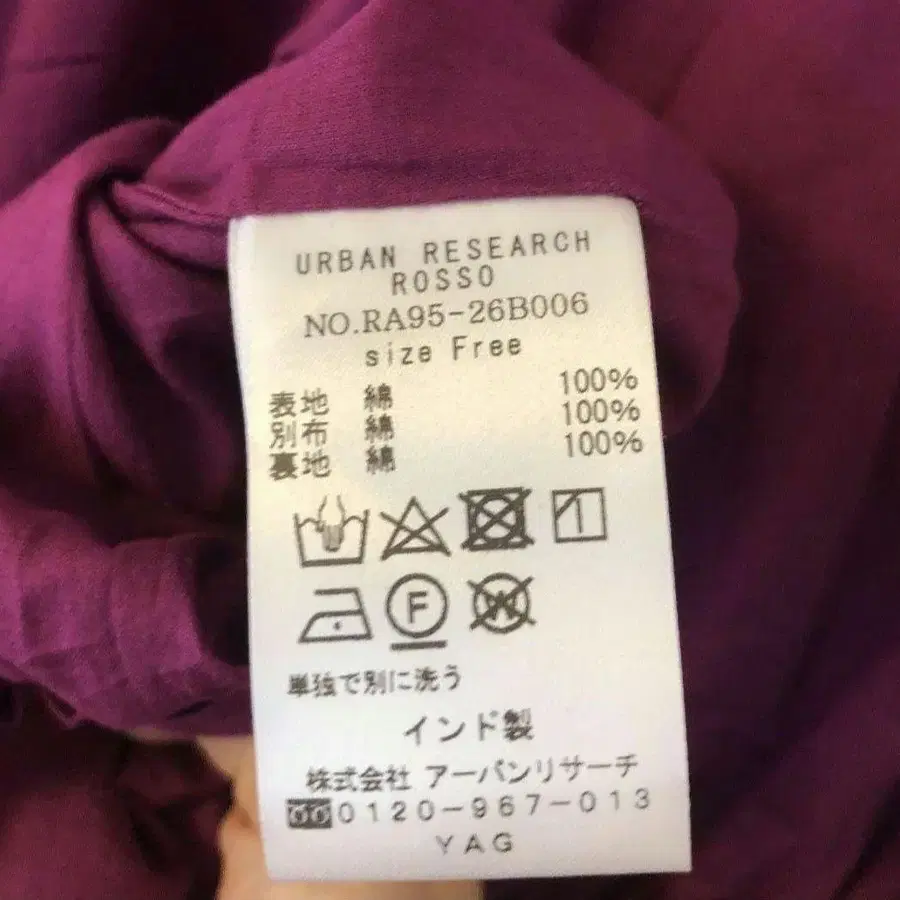 URBAN RESEARCH
ROSSO
NO.RA95-26B006
size Free
表地 綿 100%
別布 綿 100%
裏地 綿 100%
F
W
単独で別に洗う
インド製
株式会社 アーバンリサーチ
0120-967-013
YAG